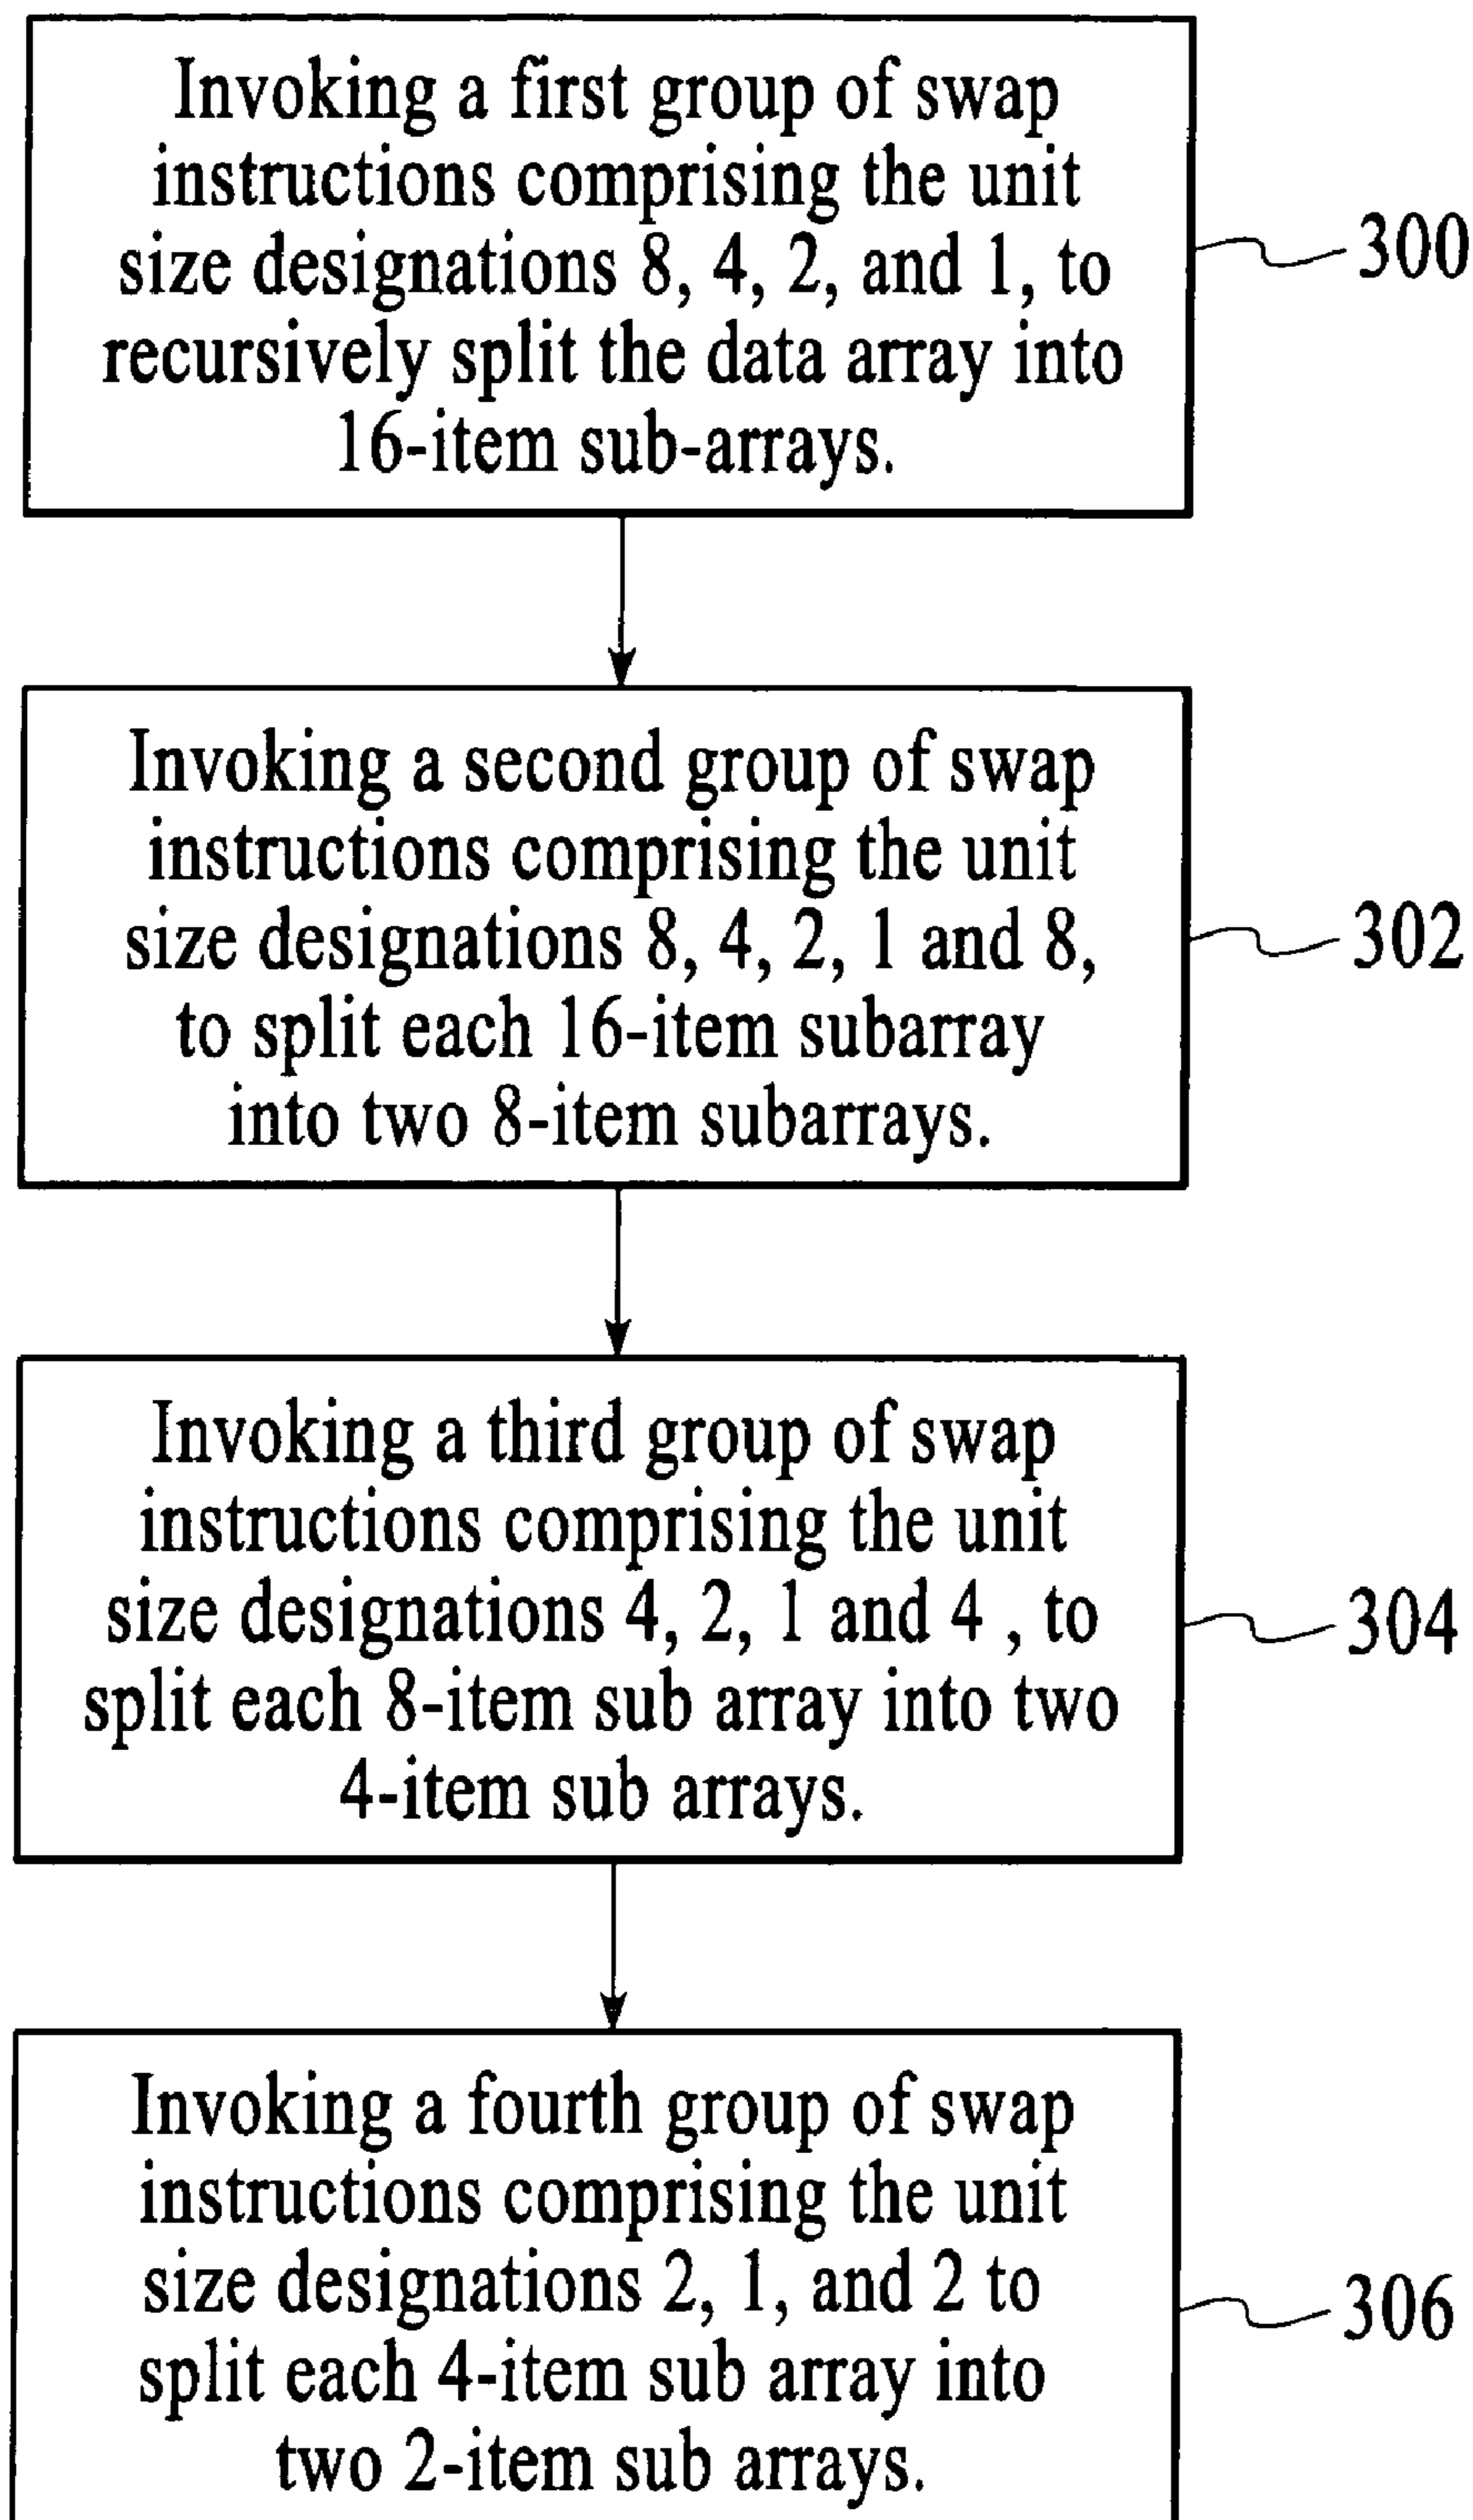 Invoking a first group of swap
instructions comprising the unit
size designations 8, 4, 2, and 1, to
recursively split the data array into
16-item sub-arrays.
300
Invoking a second group of swap
instructions comprising the unit
size designations 8, 4, 2, 1 and 8,
to split each 16-item subarray
into two 8-item subarrays.
302
Invoking a third group of swap
instructions comprising the unit
size designations 4, 2, 1 and 4 , to
split each 8-item sub array into two
4-item sub arrays.
304
Invoking a fourth group of swap
instructions comprising the unit
size designations 2, 1, and 2 to
split each 4-item sub array into
two 2-item sub arrays.
306